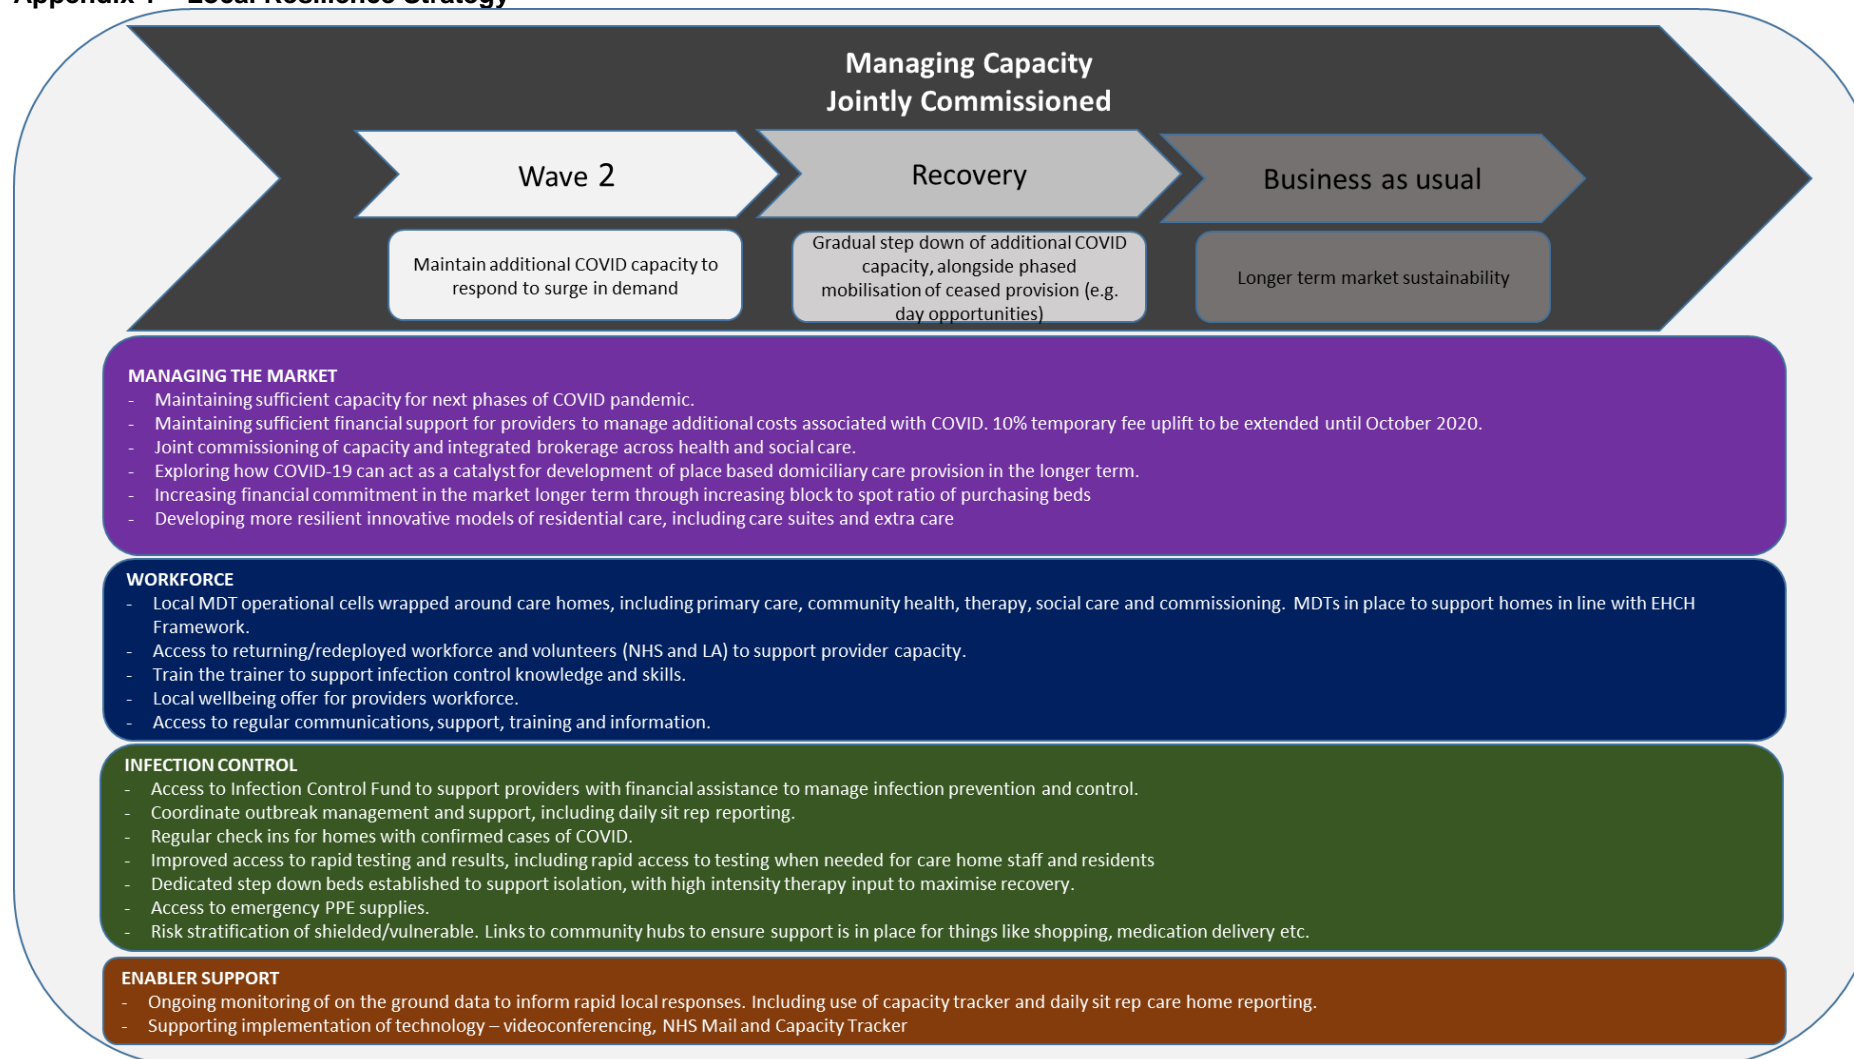 Appendix 1 – Local Resilience Strategy
Managing Capacity
Jointly Commissioned
Wave 2
Recovery
Business as usual
Maintain additional COVID capacity to
respond to surge in demand
Gradual step down of additional COVID
capacity, alongside phased
mobilisation of ceased provision (e.g.
day opportunities)
Longer term market sustainability
MANAGING THE MARKET
- Maintaining sufficient capacity for next phases of COVID pandemic.
- Maintaining sufficient financial support for providers to manage additional costs associated with COVID. 10% temporary fee uplift to be extended until October 2020.
- Joint commissioning of capacity and integrated brokerage across health and social care.
- Exploring how COVID-19 can act as a catalyst for development of place based domiciliary care provision in the longer term.
- Increasing financial commitment in the market longer term through increasing block to spot ratio of purchasing beds
- Developing more resilient innovative models of residential care, including care suites and extra care
WORKFORCE
- Local MDT operational cells wrapped around care homes, including primary care, community health, therapy, social care and commissioning. MDTs in place to support homes in line with EHCH
Framework.
- Access to returning/redeployed workforce and volunteers (NHS and LA) to support provider capacity.
- Train the trainer to support infection control knowledge and skills.
- Local wellbeing offer for providers workforce.
- Access to regular communications, support, training and information.
INFECTION CONTROL
- Access to Infection Control Fund to support providers with financial assistance to manage infection prevention and control.
- Coordinate outbreak management and support, including daily sit rep reporting.
- Regular check ins for homes with confirmed cases of COVID.
- Improved access to rapid testing and results, including rapid access to testing when needed for care home staff and residents
- Dedicated step down beds established to support isolation, with high intensity therapy input to maximise recovery.
- Access to emergency PPE supplies.
- Risk stratification of shielded/vulnerable. Links to community hubs to ensure support is in place for things like shopping, medication delivery etc.
ENABLER SUPPORT
- Ongoing monitoring of on the ground data to inform rapid local responses. Including use of capacity tracker and daily sit rep care home reporting.
- Supporting implementation of technology – videoconferencing, NHS Mail and Capacity Tracker